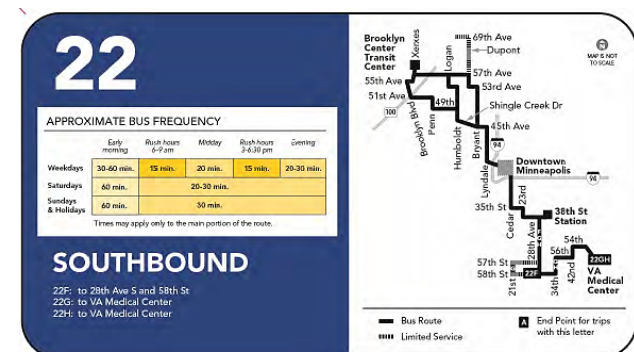 22
APPROXIMATE BUS FREQUENCY
Early morning
Rush hours 6–9 am
Midday
Rush hours 3-6:30 pm
Evening
Weekdays 30-60 min. 15 min. 20 min. 15 min. 20-30 min.
Saturdays 60 min. 20-30 min.
Sundays & Holidays 60 min. 30 min.
Times may apply only to the main portion of the route.
SOUTHBOUND
22F: to 28th Ave S and 58th St
22G: to VA Medical Center
22H: to VA Medical Center
Brooklyn
Center
Transit
Center
Xerxes
Logan
69th Ave
Dupont
MAP IS NOT
TO SCALE
55th Ave
57th Ave
51st Ave
53rd Ave
100
Brooklyn Blvd
Penn
49th
Humboldt
Shingle Creek Dr
Bryant
45th Ave
94
Lyndale
Downtown
Minneapolis
94
35th St
Cedar
23rd
38th St
Station
28th Ave
57th St
58th St
21st
22F
34th
56th
42nd
54th
22GH
VA
Medical
Center
Bus Route
Limited Service
A End Point for trips
with this letter